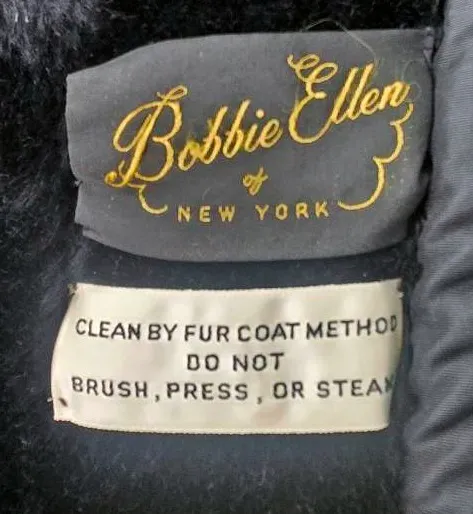 Bobbie Ellen
of
NEW YORK
CLEAN BY FUR COAT METHOD
DO NOT
BRUSH, PRESS, OR STEAM